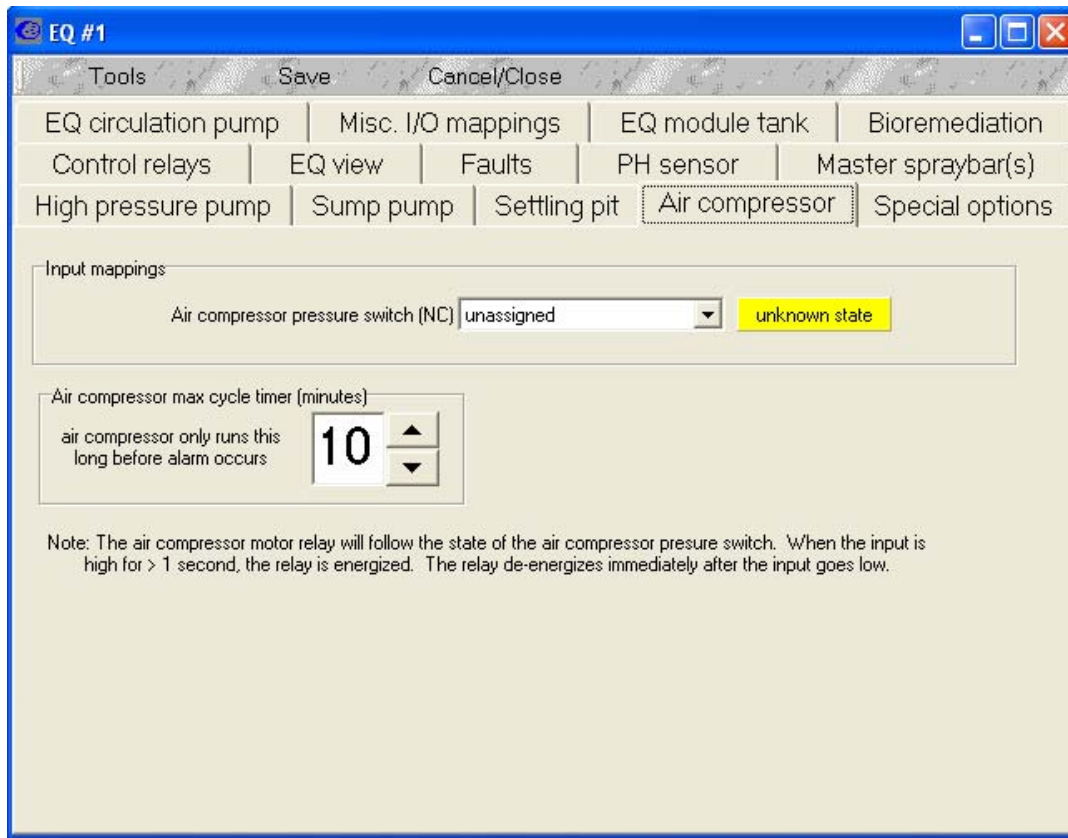 EQ #1
Tools Save Cancel/Close
EQ circulation pump Misc. I/O mappings EQ module tank Bioremediation
Control relays EQ view Faults PH sensor Master spraybar(s)
High pressure pump Sump pump Settling pit Air compressor Special options
Input mappings
Air compressor pressure switch (NC) unassigned unknown state
Air compressor max cycle timer (minutes)
air compressor only runs this
long before alarm occurs
10
Note: The air compressor motor relay will follow the state of the air compressor presure switch. When the input is
high for > 1 second, the relay is energized. The relay de-energizes immediately after the input goes low.